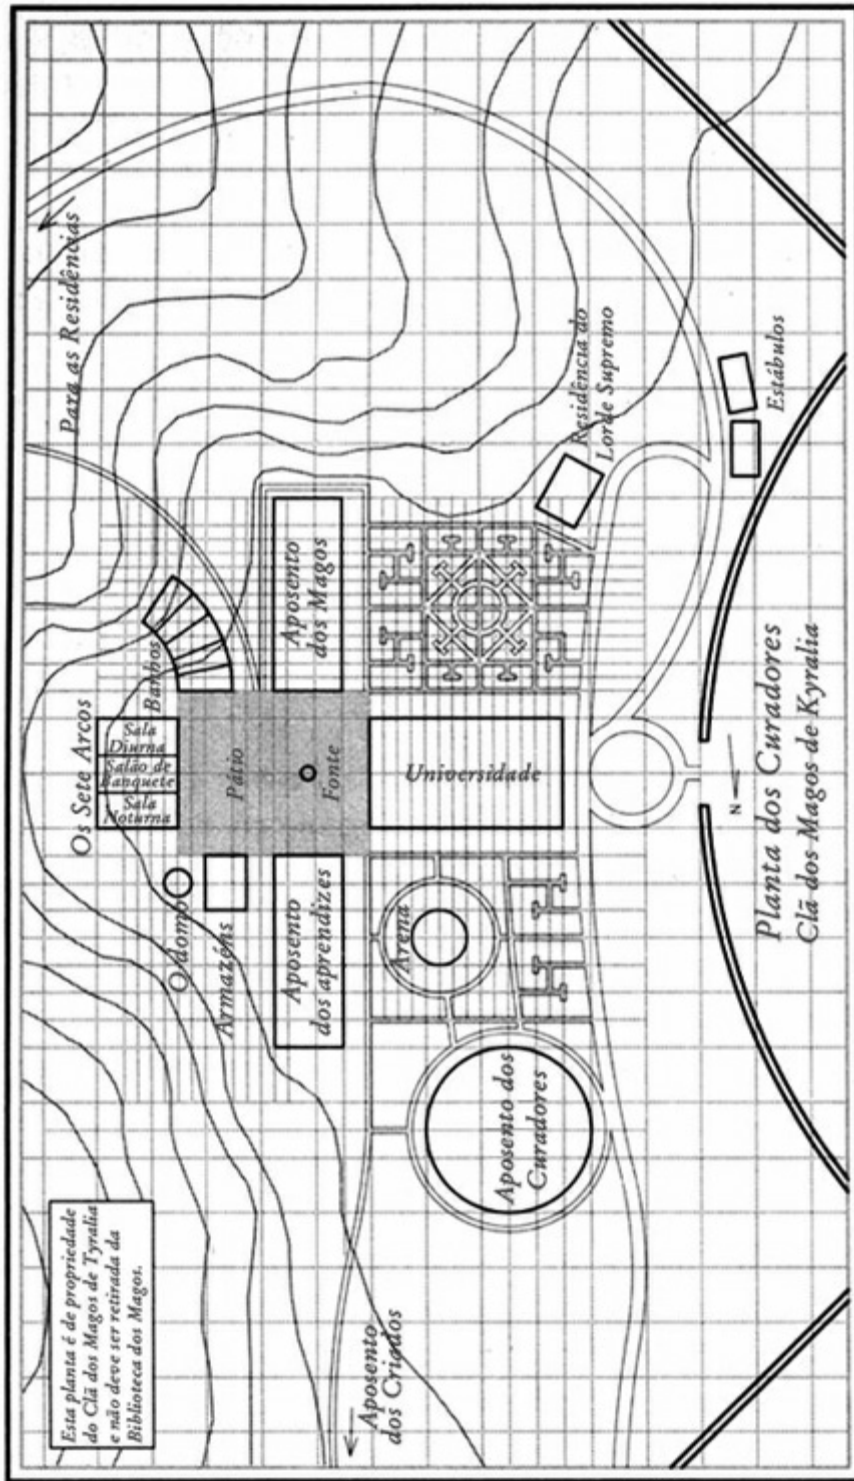 Esta planta é de propriedade
do Clã dos Magos de Tyralia
e não deve ser retirada da
Biblioteca dos Magos.
Os Sete Arcos
Sala
Noturna
Salão de
Banquete
Sala
Diurna
Banhos
Para as Residências
O domo
Armazéns
Pátio
Fonte
Aposento
dos aprendizes
Aposento
dos Magos
Aposento
dos Criados
Arena
Universidade
Aposento dos
Curadores
Residência do
Lorde Supremo
Estábulos
N
Planta dos Curadores
Clã dos Magos de Kyralia